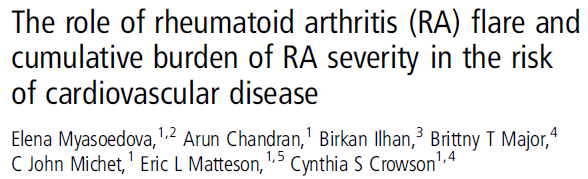 The role of rheumatoid arthritis (RA) flare and
cumulative burden of RA severity in the risk
of cardiovascular disease
Elena Myasoedova,1,2 Arun Chandran,1 Birkan Ilhan,3 Brittny T Major,4
C John Michet,1 Eric L Matteson,1,5 Cynthia S Crowson1,4